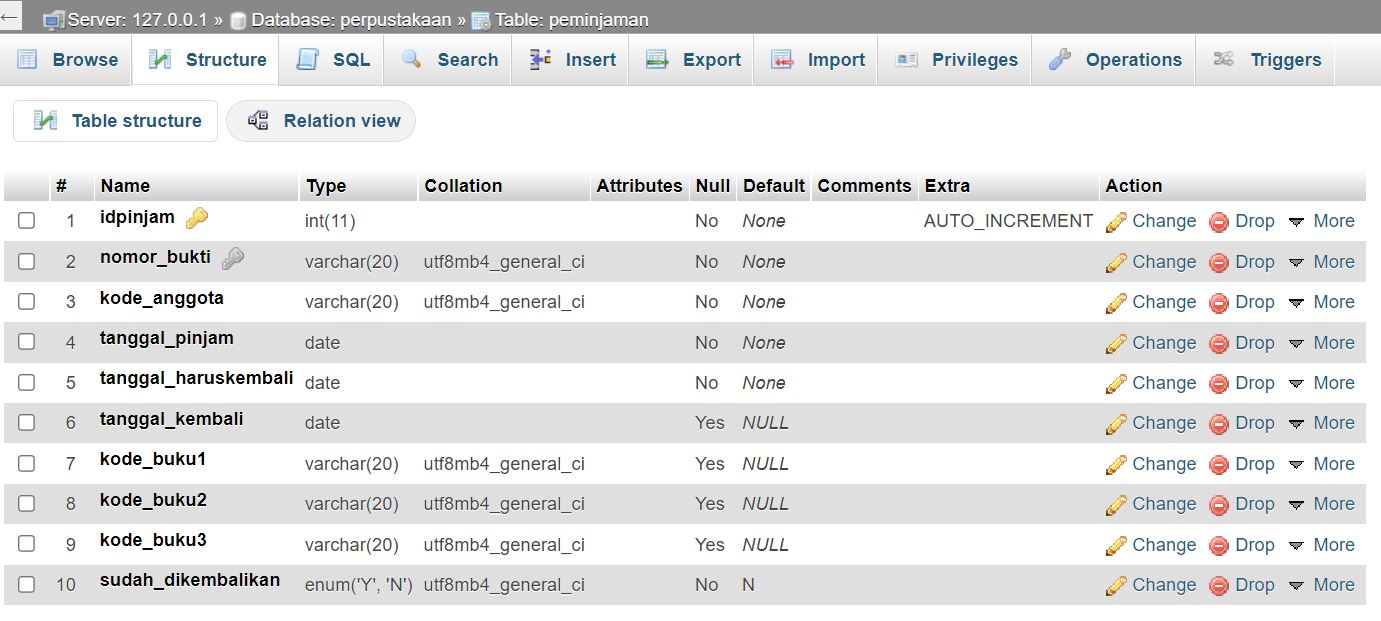 Server: 127.0.0.1 » Database: perpustakaan » Table: peminjaman
Browse Structure SQL Search Insert Export Import Privileges Operations Triggers
Table structure Relation view
# Name Type Collation Attributes Null Default Comments Extra Action
1 idpinjam int(11) No None AUTO_INCREMENT Change Drop More
2 nomor_bukti varchar(20) utf8mb4_general_ci No None Change Drop More
3 kode_anggota varchar(20) utf8mb4_general_ci No None Change Drop More
4 tanggal_pinjam date No None Change Drop More
5 tanggal_haruskembali date No None Change Drop More
6 tanggal_kembali date Yes NULL Change Drop More
7 kode_buku1 varchar(20) utf8mb4_general_ci Yes NULL Change Drop More
8 kode_buku2 varchar(20) utf8mb4_general_ci Yes NULL Change Drop More
9 kode_buku3 varchar(20) utf8mb4_general_ci Yes NULL Change Drop More
10 sudah_dikembalikan enum('Y', 'N') utf8mb4_general_ci No N Change Drop More